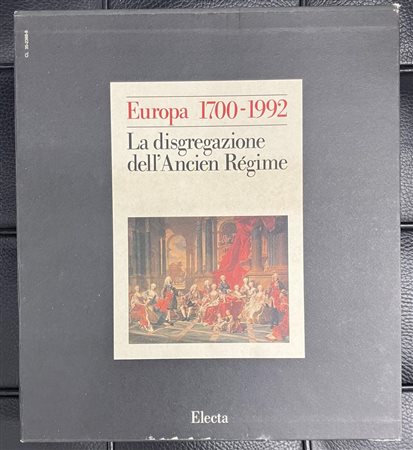 Europa 1700-1992
La disgregazione
dell'Ancien Régime
Electa